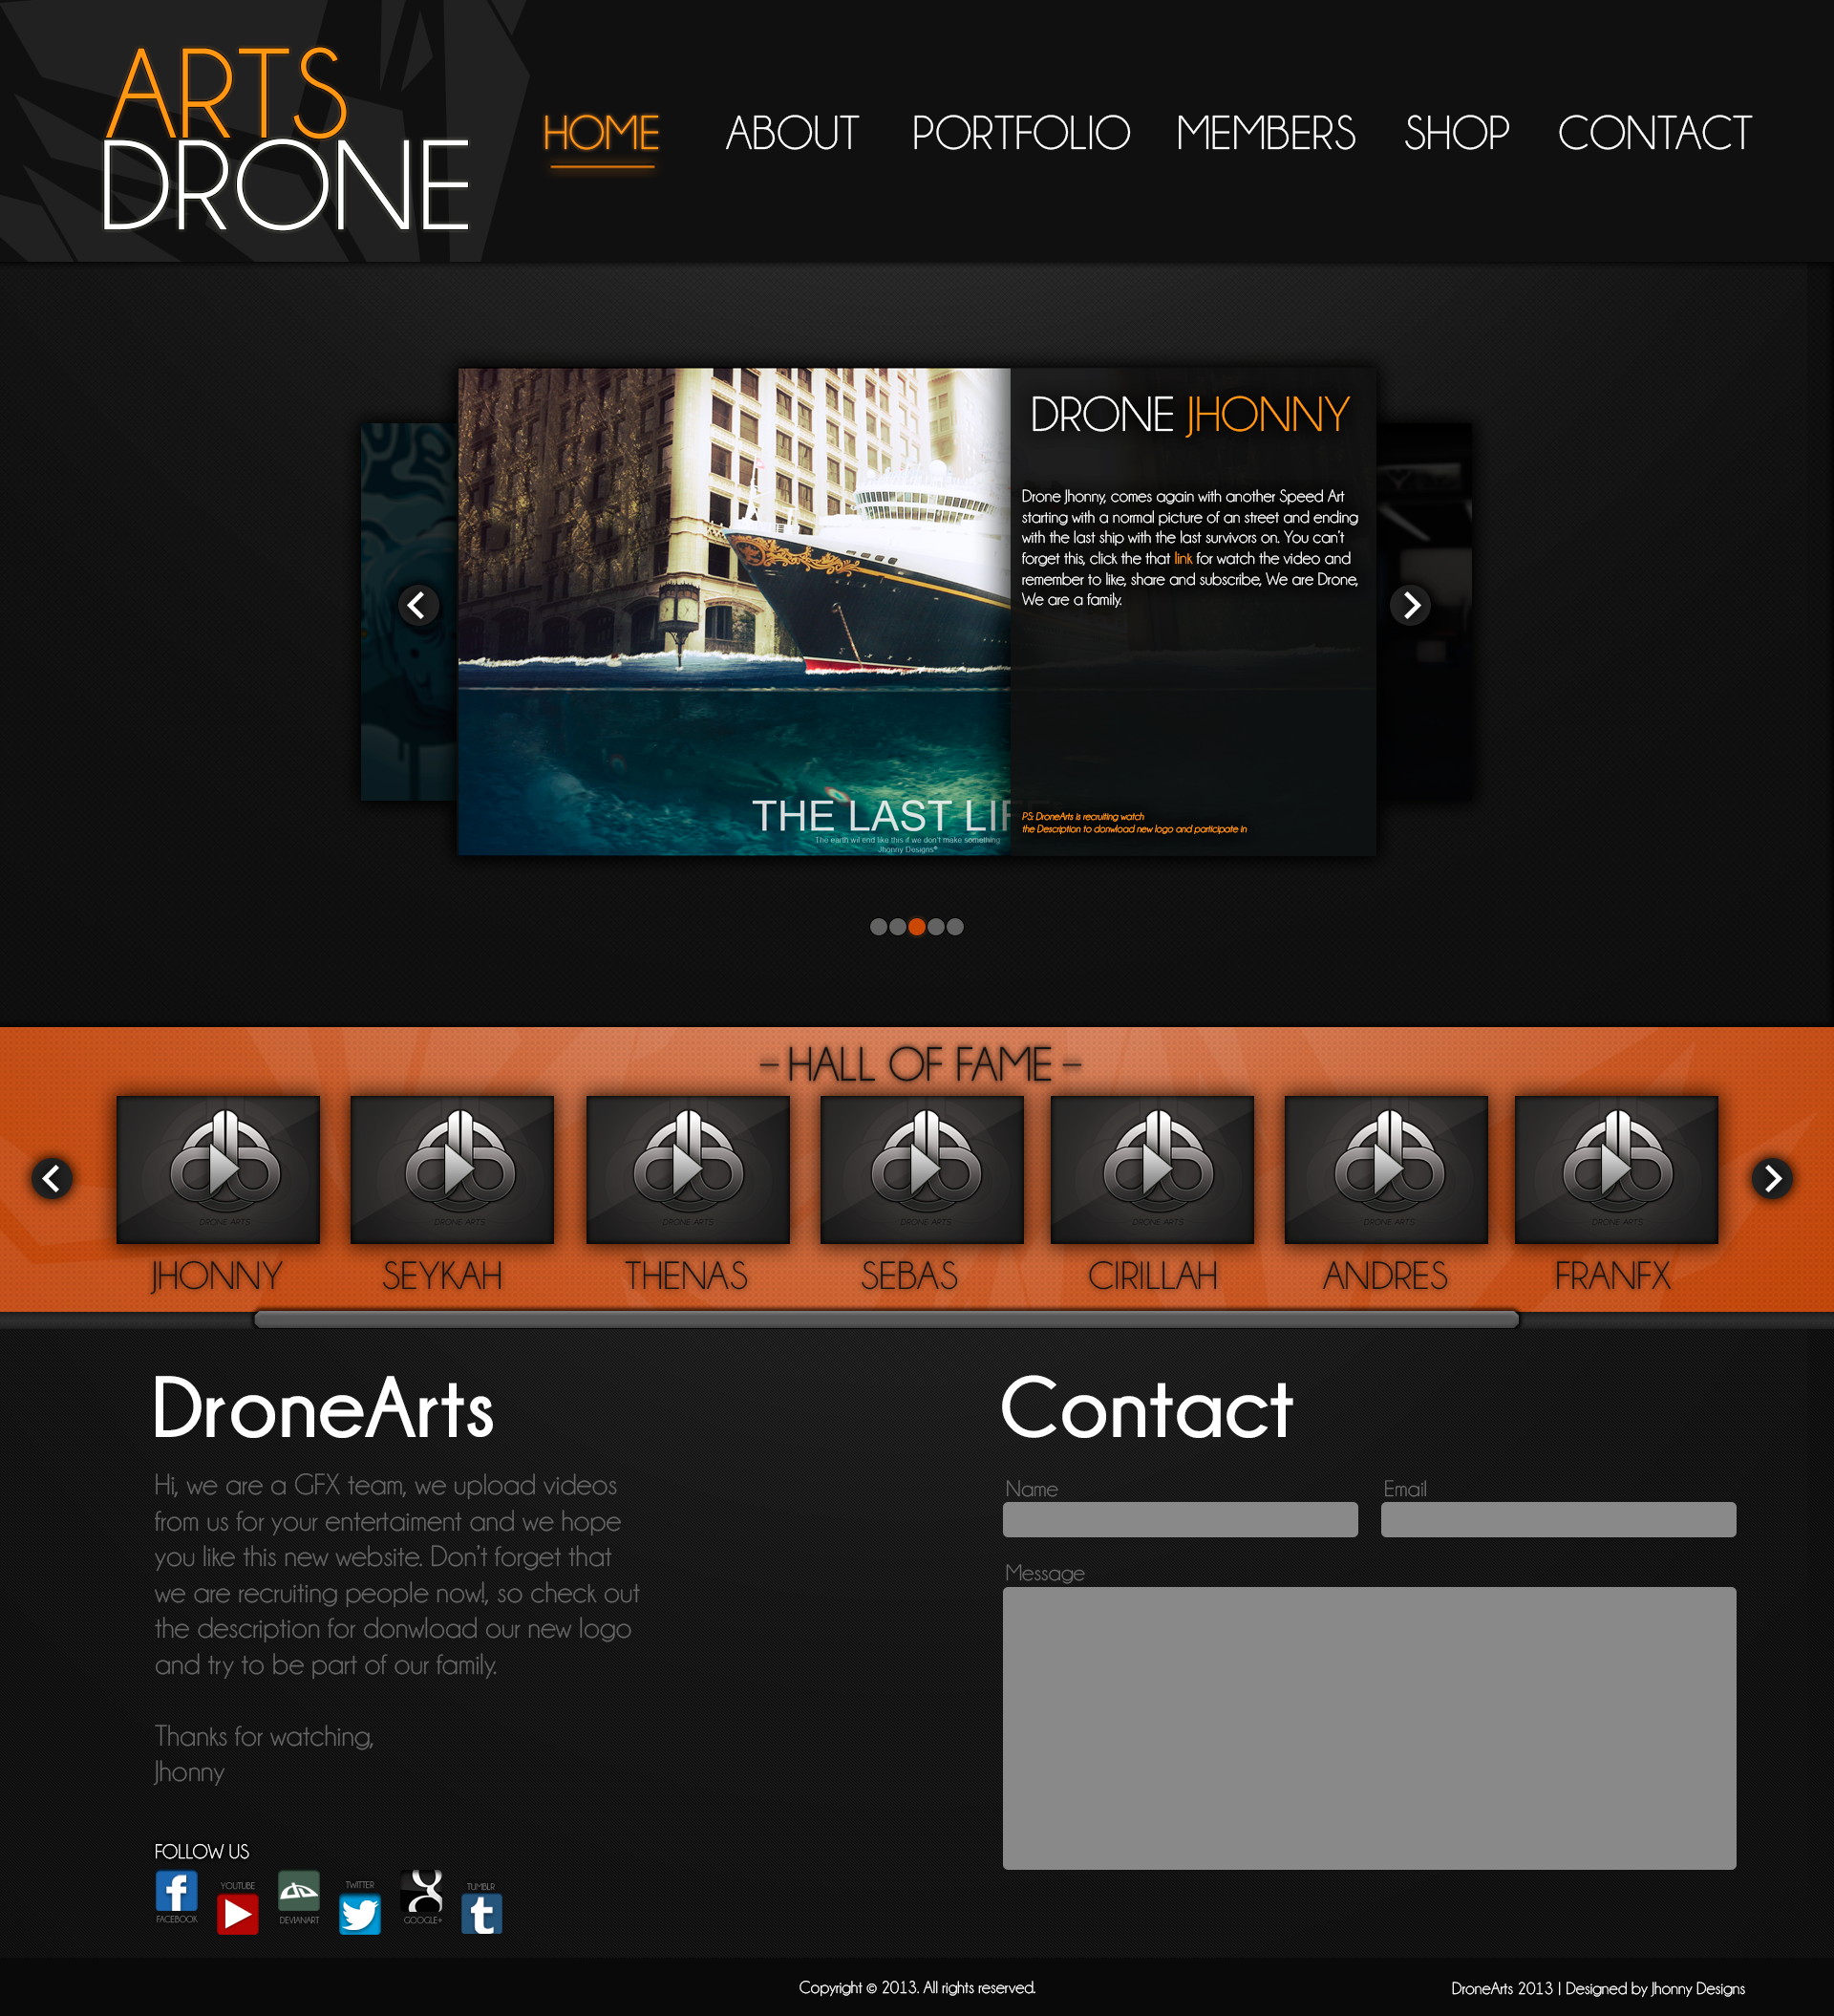 ARTS
DRONE
HOME ABOUT PORTFOLIO MEMBERS SHOP CONTACT
DRONE JHONNY
Drone Jhonny, comes again with another Speed Art
starting with a normal picture of an street and ending
with the last ship with the last survivors on. You can't
forget this, click the that link for watch the video and
remember to like, share and subscribe, We are Drone,
We are a family.
THE LAST LIF
The earth wil end like this if we don't make something
Jhonny Designs®
PS: DroneArts is recruiting watch
the Description to donwload new logo and participate in
- HALL OF FAME -
DRONE ARTS DRONE ARTS DRONE ARTS DRONE ARTS DRONE ARTS DRONE ARTS DRONE ARTS
JHONNY SEYKAH THENAS SEBAS CIRILLAH ANDRES FRANFX
DroneArts
Hi, we are a GFX team, we upload videos
from us for your entertaiment and we hope
you like this new website. Don't forget that
we are recruiting people now!, so check out
the description for donwload our new logo
and try to be part of our family.
Thanks for watching,
Jhonny
Contact
Name Email
Message
FOLLOW US
FACEBOOK YOUTUBE DEVIANART TWITTER GOOGLE+ TUMBLR
Copyright © 2013. All rights reserved.
DroneArts 2013 | Designed by Jhonny Designs